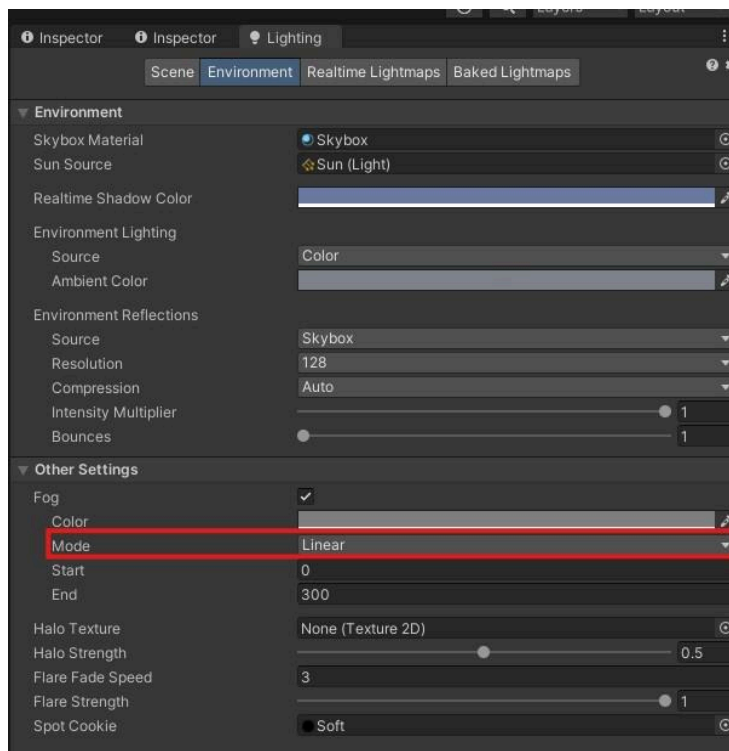 Inspector Inspector Lighting
Scene Environment Realtime Lightmaps Baked Lightmaps
Environment
Skybox Material Skybox
Sun Source Sun (Light)
Realtime Shadow Color
Environment Lighting
Source Color
Ambient Color
Environment Reflections
Source Skybox
Resolution 128
Compression Auto
Intensity Multiplier 1
Bounces 1
Other Settings
Fog
Color
Mode Linear
Start 0
End 300
Halo Texture None (Texture 2D)
Halo Strength 0.5
Flare Fade Speed 3
Flare Strength 1
Spot Cookie Soft